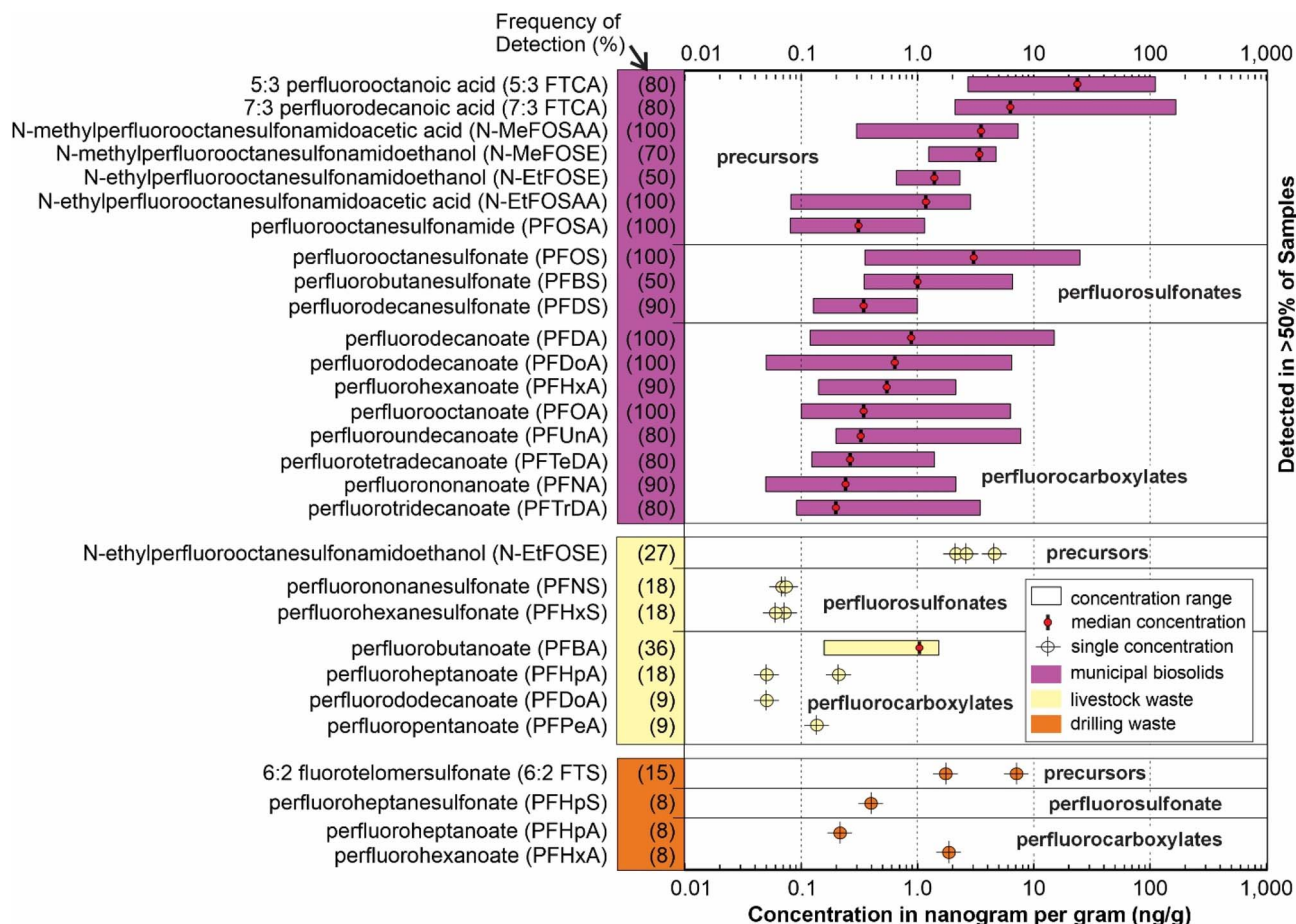 Frequency of
Detection (%)
0.01 0.1 1.0 10 100 1,000
5:3 perfluorooctanoic acid (5:3 FTCA) (80)
7:3 perfluorodecanoic acid (7:3 FTCA) (80)
N-methylperfluorooctanesulfonamidoacetic acid (N-MeFOSAA) (100)
precursors
N-methylperfluorooctanesulfonamidoethanol (N-MeFOSE) (70)
N-ethylperfluorooctanesulfonamidoethanol (N-EtFOSE) (50)
N-ethylperfluorooctanesulfonamidoacetic acid (N-EtFOSAA) (100)
perfluorooctanesulfonamide (PFOSA) (100)
perfluorooctanesulfonate (PFOS) (100)
perfluorobutanesulfonate (PFBS) (50)
perfluorosulfonates
perfluorodecanesulfonate (PFDS) (90)
perfluorodecanoate (PFDA) (100)
perfluorododecanoate (PFDoA) (100)
perfluorohexanoate (PFHxA) (90)
perfluorooctanoate (PFOA) (100)
perfluoroundecanoate (PFUnA) (80)
perfluorotetradecanoate (PFTeDA) (80)
perfluorocarboxylates
perfluorononanoate (PFNA) (90)
perfluorotridecanoate (PFTrDA) (80)
Detected in >50% of Samples
N-ethylperfluorooctanesulfonamidoethanol (N-EtFOSE) (27) precursors
perfluorononanesulfonate (PFNS) (18)
perfluorosulfonates
perfluorohexanesulfonate (PFHxS) (18)
perfluorobutanoate (PFBA) (36)
perfluoroheptanoate (PFHpA) (18)
perfluorododecanoate (PFDoA) (9)
perfluorocarboxylates
perfluoropentanoate (PFPeA) (9)
concentration range
median concentration
single concentration
municipal biosolids
livestock waste
drilling waste
6:2 fluorotelomersulfonate (6:2 FTS) (15) precursors
perfluoroheptanesulfonate (PFHpS) (8) perfluorosulfonate
perfluoroheptanoate (PFHpA) (8)
perfluorocarboxylates
perfluorohexanoate (PFHxA) (8)
0.01 0.1 1.0 10 100 1,000
Concentration in nanogram per gram (ng/g)